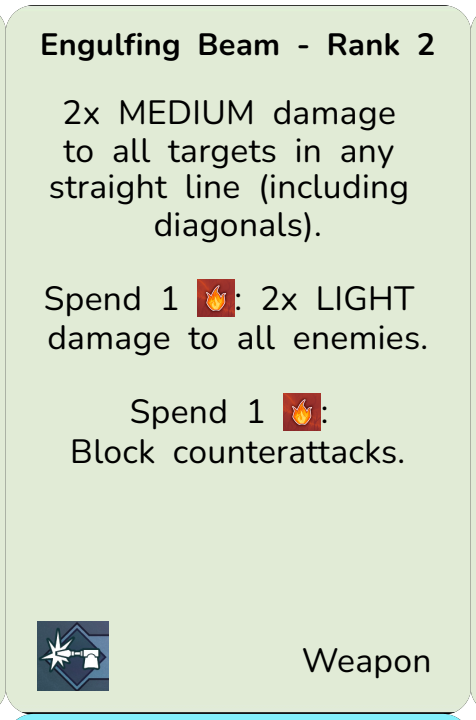 Engulfing Beam - Rank 2
2x MEDIUM damage
to all targets in any
straight line (including
diagonals).
Spend 1 : 2x LIGHT
damage to all enemies.
Spend 1 :
Block counterattacks.
Weapon